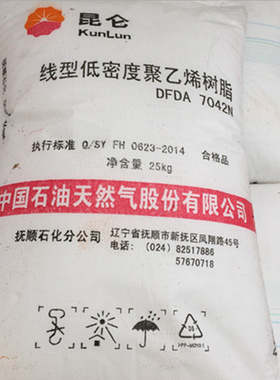 昆仑
KunLun
线型低密度聚乙烯树脂
DFDA 7042N
执行标准 Q/SY FH 0623-2014 合格品
净含量 25kg
中国石油天然气股份有限公司
抚顺石化分公司 辽宁省抚顺市新抚区凤翔路45号
电话: (024) 82517886
57670718